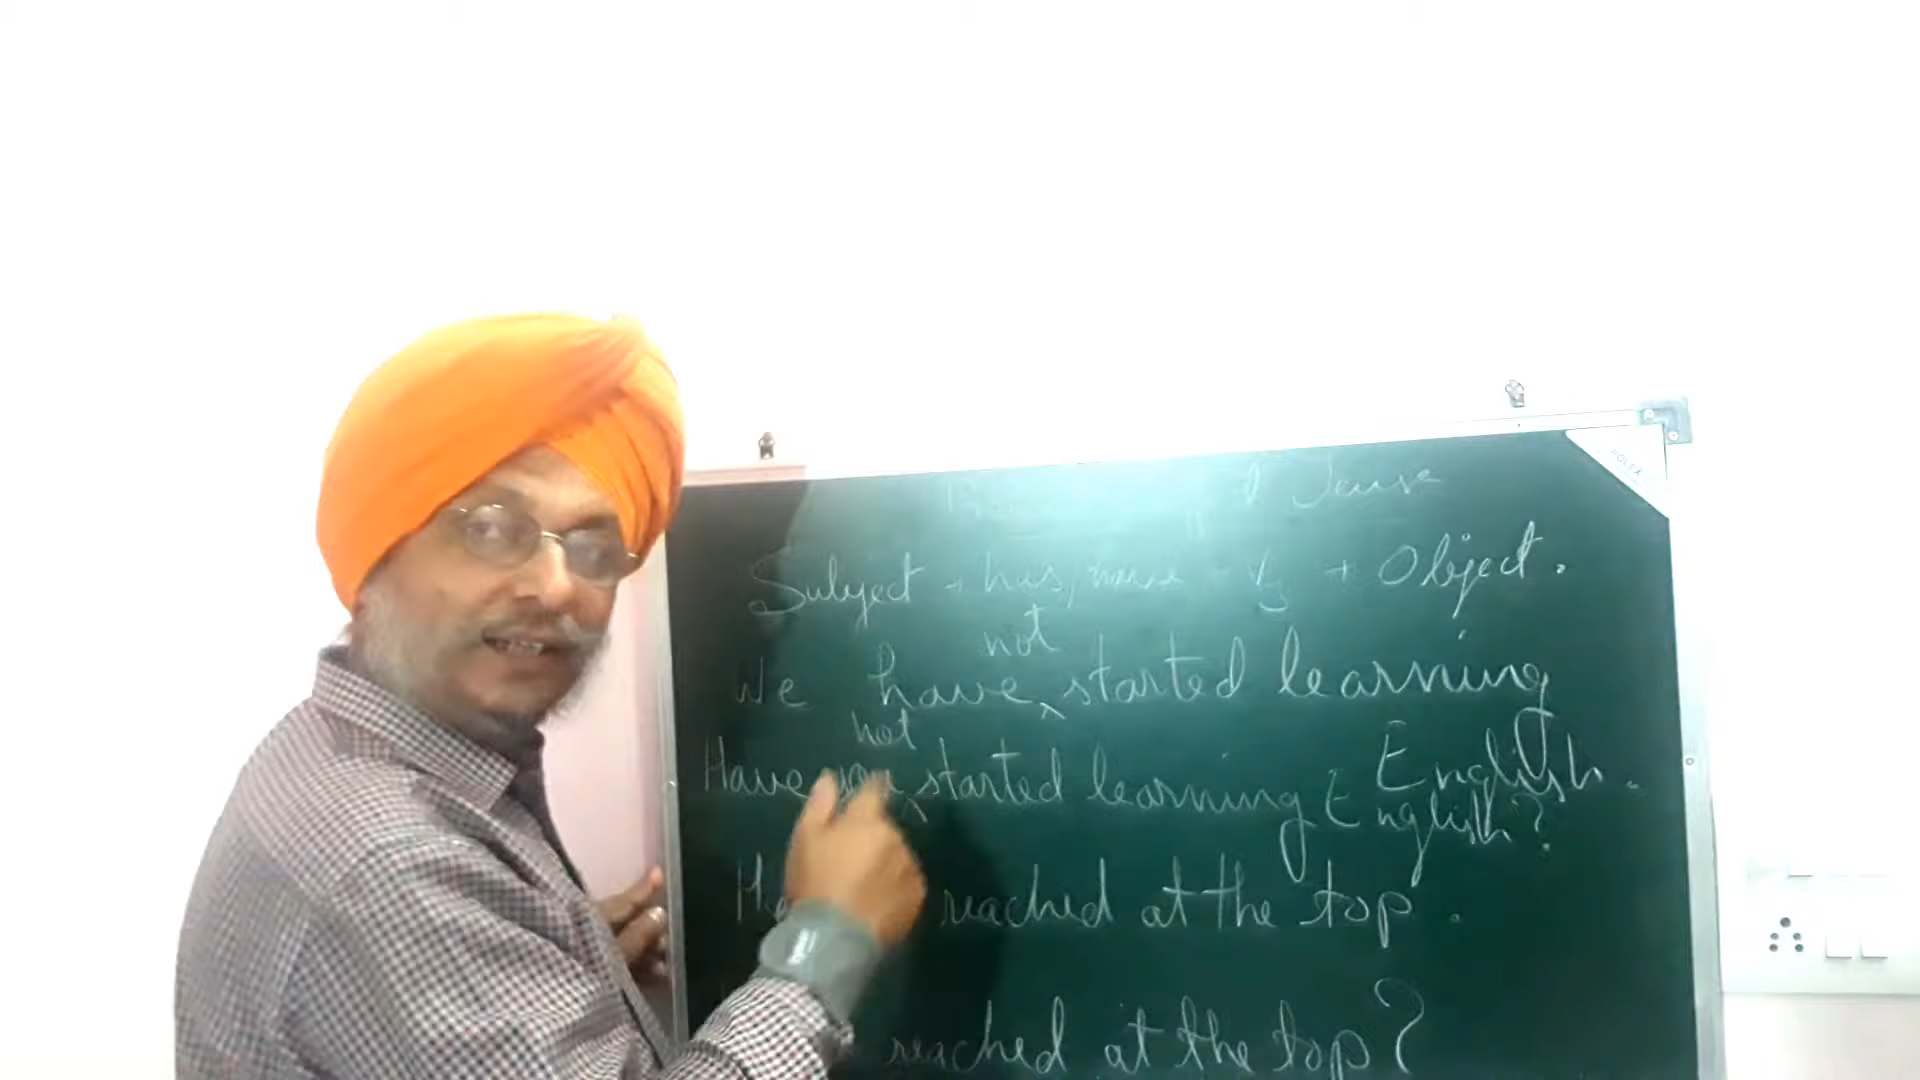 Tense
Subject + has/have + V3 + Object.
not
We have ^ started learning
English.
not
Have you ^ started learning English?
reached at the top.
reached at the top?